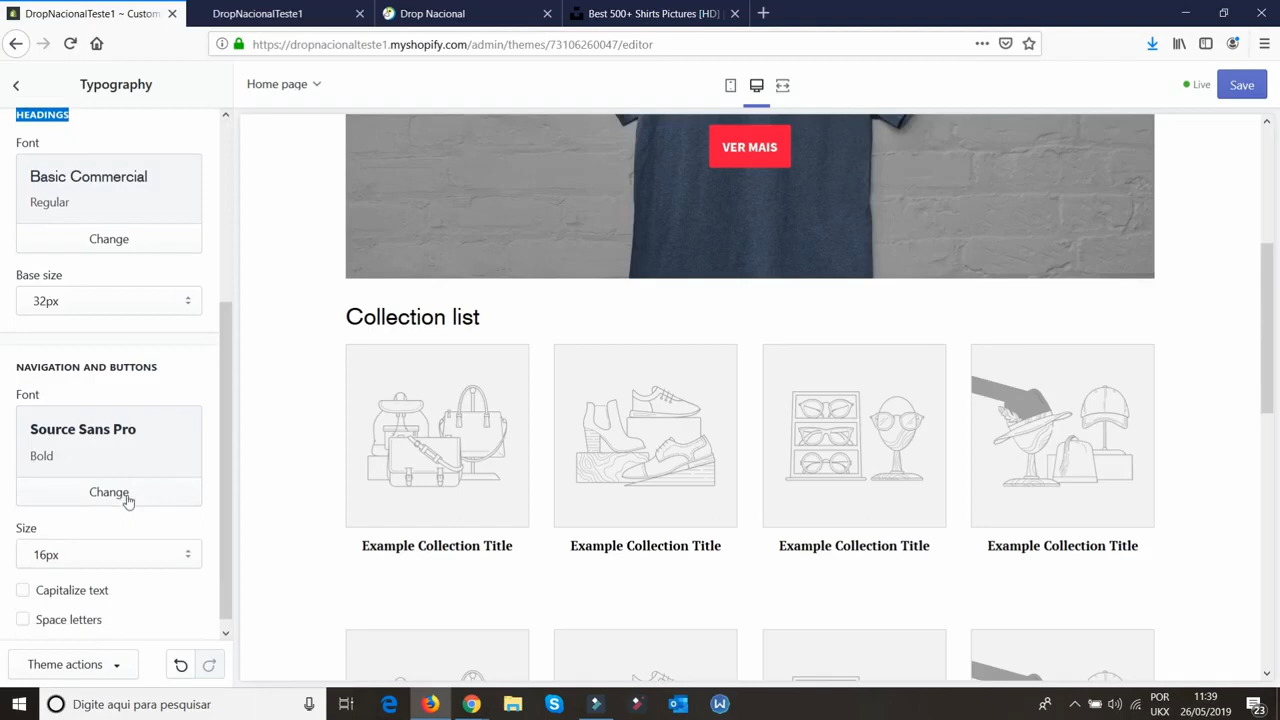 DropNacionalTeste1 ~ Custom
DropNacionalTeste1
Drop Nacional
Best 500+ Shirts Pictures [HD]
https://dropnacionalteste1.myshopify.com/admin/themes/73106260047/editor
Typography
Home page
Live
Save
HEADINGS
Font
Basic Commercial
Regular
Change
Base size
32px
NAVIGATION AND BUTTONS
Font
Source Sans Pro
Bold
Change
Size
16px
Capitalize text
Space letters
Theme actions
VER MAIS
Collection list
Example Collection Title
Example Collection Title
Example Collection Title
Example Collection Title
Digite aqui para pesquisar
POR
UKX
11:39
26/05/2019
23